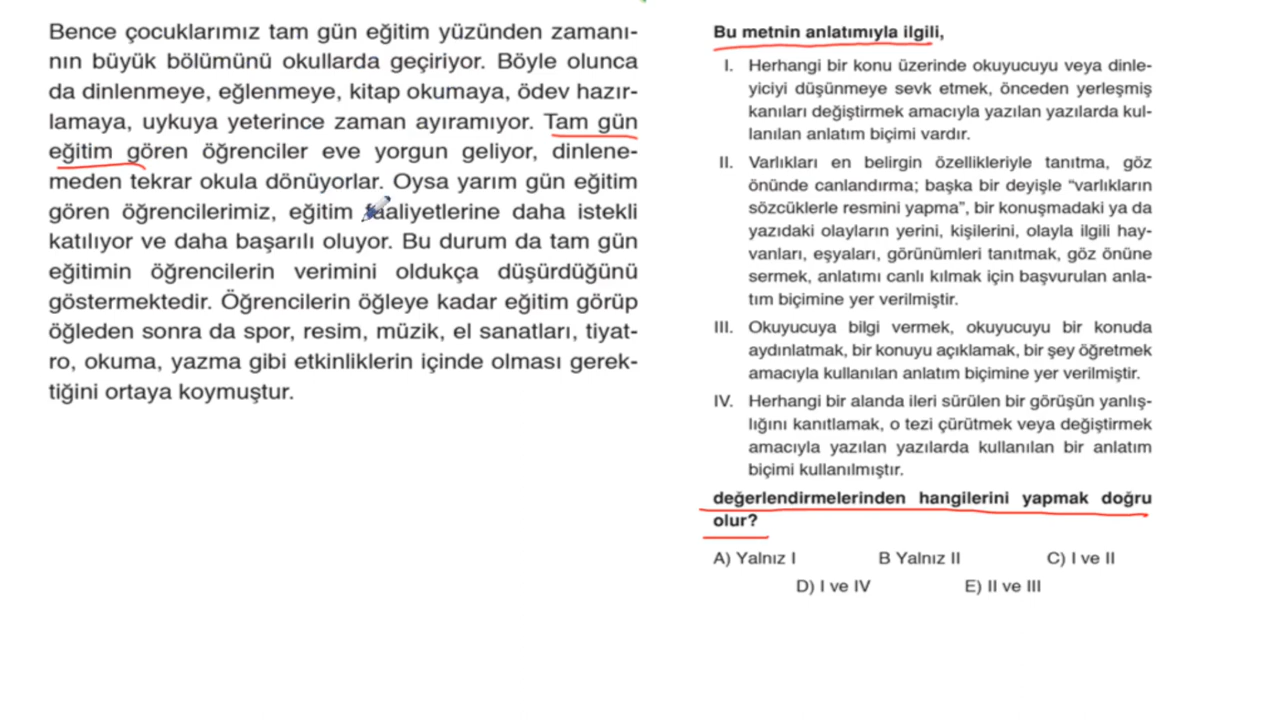 Bence çocuklarımız tam gün eğitim yüzünden zamanı-
nın büyük bölümünü okullarda geçiriyor. Böyle olunca
da dinlenmeye, eğlenmeye, kitap okumaya, ödev hazır-
lamaya, uykuya yeterince zaman ayıramıyor. Tam gün
eğitim gören öğrenciler eve yorgun geliyor, dinlene-
meden tekrar okula dönüyorlar. Oysa yarım gün eğitim
gören öğrencilerimiz, eğitim faaliyetlerine daha istekli
katılıyor ve daha başarılı oluyor. Bu durum da tam gün
eğitimin öğrencilerin verimini oldukça düşürdüğünü
göstermektedir. Öğrencilerin öğleye kadar eğitim görüp
öğleden sonra da spor, resim, müzik, el sanatları, tiyat-
ro, okuma, yazma gibi etkinliklerin içinde olması gerek-
tiğini ortaya koymuştur.
Bu metnin anlatımıyla ilgili,
I. Herhangi bir konu üzerinde okuyucuyu veya dinle-
yiciyi düşünmeye sevk etmek, önceden yerleşmiş
kanıları değiştirmek amacıyla yazılan yazılarda kul-
lanılan anlatım biçimi vardır.
II. Varlıkları en belirgin özellikleriyle tanıtma, göz
önünde canlandırma; başka bir deyişle “varlıkların
sözcüklerle resmini yapma”, bir konuşmadaki ya da
yazıdaki olayların yerini, kişilerini, olayla ilgili hay-
vanları, eşyaları, görünümleri tanıtmak, göz önüne
sermek, anlatımı canlı kılmak için başvurulan anla-
tım biçimine yer verilmiştir.
III. Okuyucuya bilgi vermek, okuyucuyu bir konuda
aydınlatmak, bir konuyu açıklamak, bir şey öğretmek
amacıyla kullanılan anlatım biçimine yer verilmiştir.
IV. Herhangi bir alanda ileri sürülen bir görüşün yanlış-
lığını kanıtlamak, o tezi çürütmek veya değiştirmek
amacıyla yazılan yazılarda kullanılan bir anlatım
biçimi kullanılmıştır.
değerlendirmelerinden hangilerini yapmak doğru
olur?
A) Yalnız I B Yalnız II C) I ve II
D) I ve IV E) II ve III